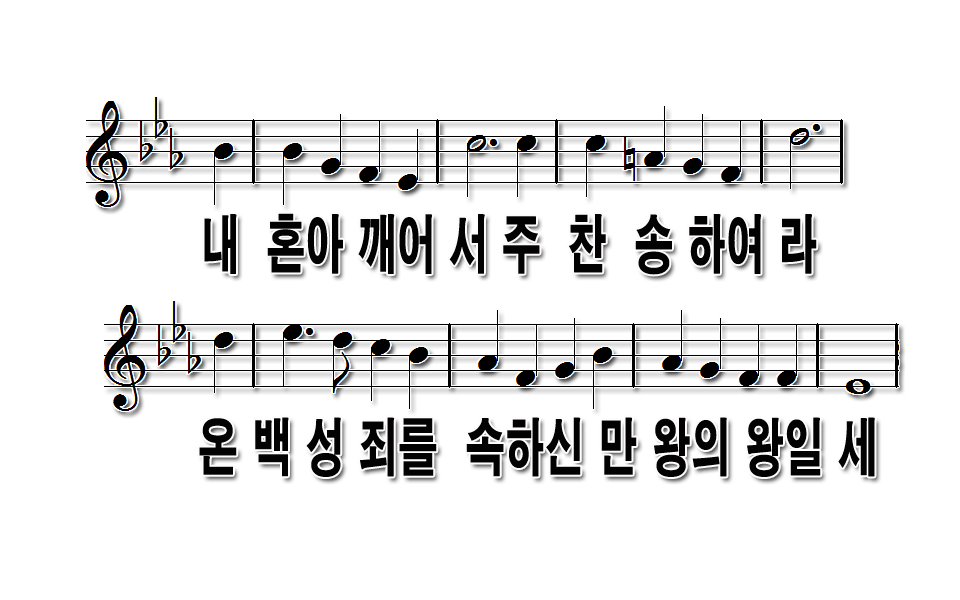 내 혼아 깨어 서 주 찬 송 하여 라
온 백 성 죄를 속하신 만 왕의 왕일 세